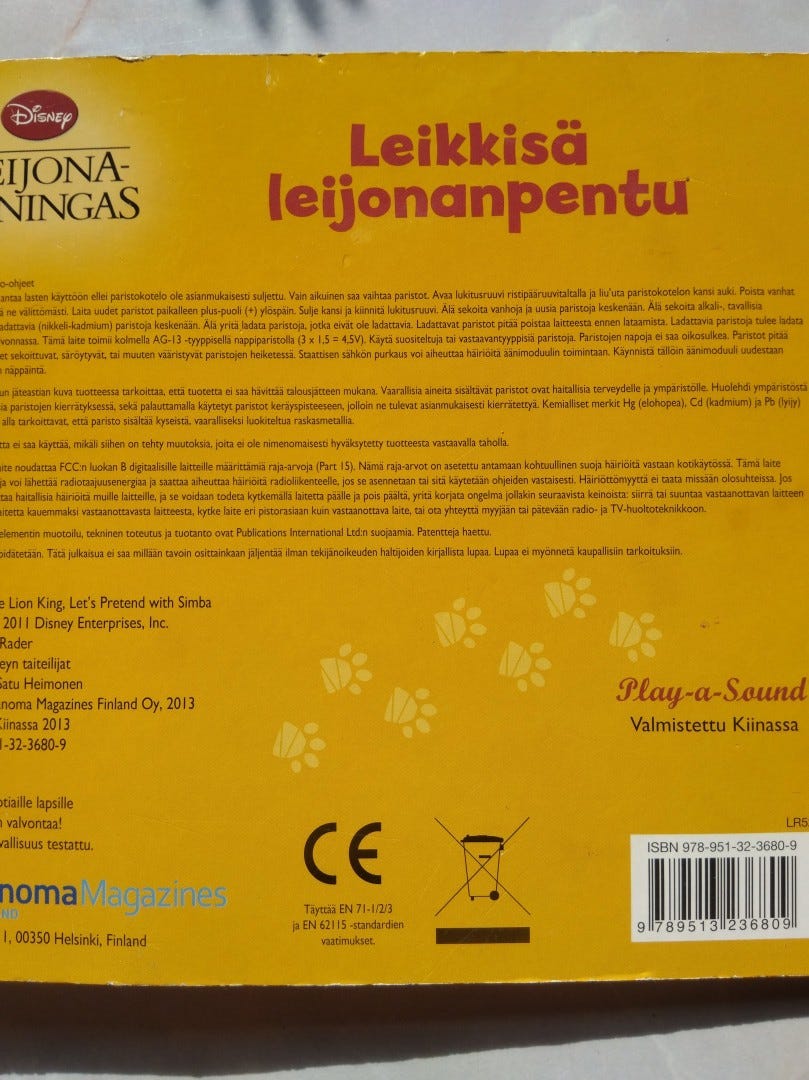 Disney
EIJONA-
NINGAS
Leikkisä
leijonanpentu
o-ohjeet
antaa lasten käyttöön ellei paristokotelo ole asianmukaisesti suljettu. Vain aikuinen saa vaihtaa paristot. Avaa lukitusruuvi ristipääruuvitaltalla ja liu'uta paristokotelon kansi auki. Poista vanhat
ä ne välittömästi. Laita uudet paristot paikalleen plus-puoli (+) ylöspäin. Sulje kansi ja kiinnitä lukitusruuvi. Älä sekoita vanhoja ja uusia paristoja keskenään. Älä sekoita alkali-, tavallisia
adattavia (nikkeli-kadmium) paristoja keskenään. Älä yritä ladata paristoja, jotka eivät ole ladattavia. Ladattavat paristot pitää poistaa laitteesta ennen lataamista. Ladattavia paristoja tulee ladata
vonnassa. Tämä laite toimii kolmella AG-13 -tyyppisellä nappiparistolla (3 x 1,5 = 4,5V). Käytä suositeltuja tai vastaavantyyppisiä paristoja. Paristojen napoja ei saa oikosulkea. Paristot pitää
et sekoittuvat, säröytyvät, tai muuten vääristyvät paristojen heiketessä. Staattisen sähkön purkaus voi aiheuttaa häiriöitä äänimoduulin toimintaan. Käynnistä tällöin äänimoduuli uudestaan
n näppäintä.
un jäteastian kuva tuotteessa tarkoittaa, että tuotetta ei saa hävittää talousjätteen mukana. Vaarallisia aineita sisältävät paristot ovat haitallisia terveydelle ja ympäristölle. Huolehdi ympäristöstä
sia paristojen kierrätyksessä, sekä palauttamalla käytetyt paristot keräyspisteeseen, jolloin ne tulevat asianmukaisesti kierrätettyä. Kemialliset merkit Hg (elohopea), Cd (kadmium) ja Pb (lyijy)
alla tarkoittavat, että paristo sisältää kyseistä, vaaralliseksi luokiteltua raskasmetallia.
tta ei saa käyttää, mikäli siihen on tehty muutoksia, joita ei ole nimenomaisesti hyväksytty tuotteesta vastaavalla taholla.
ite noudattaa FCC:n luokan B digitaalisille laitteille määrittämiä raja-arvoja (Part 15). Nämä raja-arvot on asetettu antamaan kohtuullinen suoja häiriöitä vastaan kotikäytössä. Tämä laite
ja voi lähettää radiotaajuusenergiaa ja saattaa aiheuttaa häiriöitä radioliikenteelle, jos se asennetaan tai sitä käytetään ohjeiden vastaisesti. Häiriöttömyyttä ei taata missään olosuhteissa. Jos
taa haitallisia häiriöitä muille laitteille, ja se voidaan todeta kytkemällä laitetta päälle ja pois päältä, yritä korjata ongelma jollakin seuraavista keinoista: siirrä tai suuntaa vastaanottavan laitteen
aitetta kauemmaksi vastaanottavasta laitteesta, kytke laite eri pistorasiaan kuin vastaanottava laite, tai ota yhteyttä myyjään tai pätevään radio- ja TV-huoltoteknikkoon.
elementin muotoilu, tekninen toteutus ja tuotanto ovat Publications International Ltd:n suojaamia. Patentteja haettu.
pidätetään. Tätä julkaisua ei saa millään tavoin osittainkaan jäljentää ilman tekijänoikeuden haltijoiden kirjallista lupaa. Lupaa ei myönnetä kaupallisiin tarkoituksiin.
e Lion King, Let's Pretend with Simba
2011 Disney Enterprises, Inc.
Rader
eyn taiteilijat
Satu Heimonen
noma Magazines Finland Oy, 2013
Kiinassa 2013
1-32-3680-9
Play-a-Sound
Valmistettu Kiinassa
otiaille lapsille
n valvontaa!
vallisuus testattu.
nomaMagazines
ND
1, 00350 Helsinki, Finland
CE
Täyttää EN 71-1/2/3
ja EN 62115 -standardien
vaatimukset.
LR5
ISBN 978-951-32-3680-9
9 789513 236809